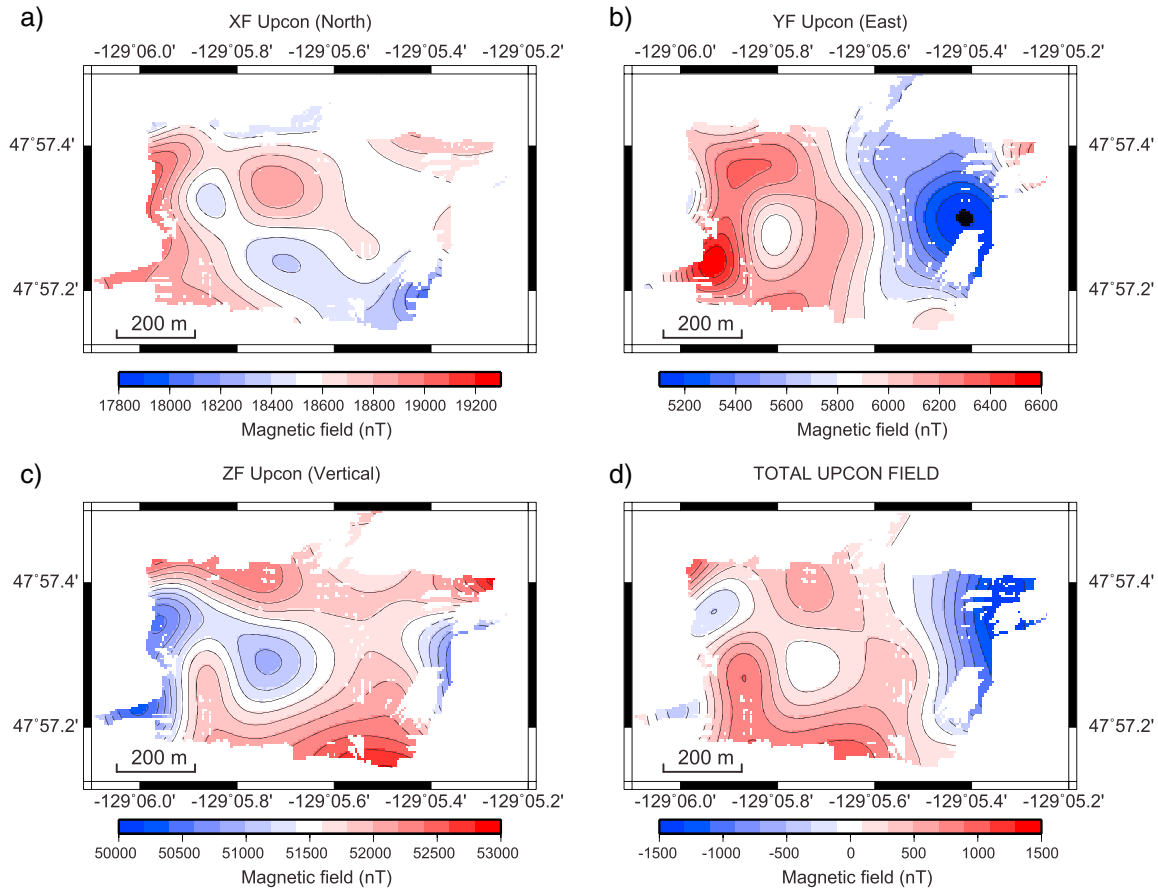 a)
XF Upcon (North)
-129°06.0' -129°05.8' -129°05.6' -129°05.4' -129°05.2'
47°57.4'
47°57.2'
200 m
17800 18000 18200 18400 18600 18800 19000 19200
Magnetic field (nT)
b)
YF Upcon (East)
-129°06.0' -129°05.8' -129°05.6' -129°05.4' -129°05.2'
47°57.4'
47°57.2'
200 m
5200 5400 5600 5800 6000 6200 6400 6600
Magnetic field (nT)
c)
ZF Upcon (Vertical)
47°57.4'
47°57.2'
200 m
-129°06.0' -129°05.8' -129°05.6' -129°05.4' -129°05.2'
50000 50500 51000 51500 52000 52500 53000
Magnetic field (nT)
d)
TOTAL UPCON FIELD
47°57.4'
47°57.2'
200 m
-129°06.0' -129°05.8' -129°05.6' -129°05.4' -129°05.2'
-1500 -1000 -500 0 500 1000 1500
Magnetic field (nT)